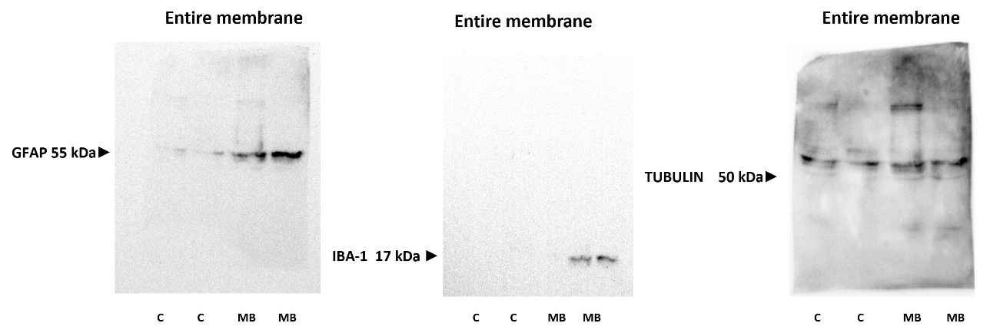 Entire membrane
Entire membrane
Entire membrane
GFAP 55 kDa
TUBULIN 50 kDa
IBA-1 17 kDa
C C MB MB
C C MB MB
C C MB MB